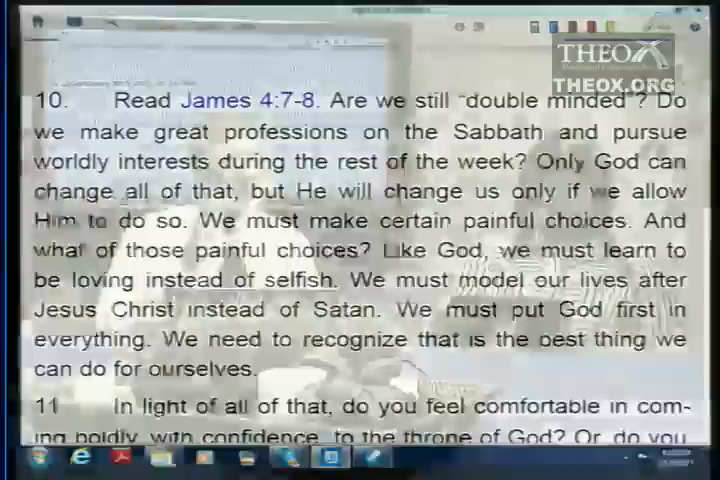 THEOX
THEOX.ORG
10. Read James 4:7-8. Are we still "double minded"? Do
we make great professions on the Sabbath and pursue
worldly interests during the rest of the week? Only God can
change all of that, but He will change us only if we allow
Him to do so. We must make certain painful choices. And
what of those painful choices? Like God, we must learn to
be loving instead of selfish. We must model our lives after
Jesus Christ instead of Satan. We must put God first in
everything. We need to recognize that is the best thing we
can do for ourselves.
11 In light of all of that, do you feel comfortable in com-
ing boldly, with confidence, to the throne of God? Or, do you